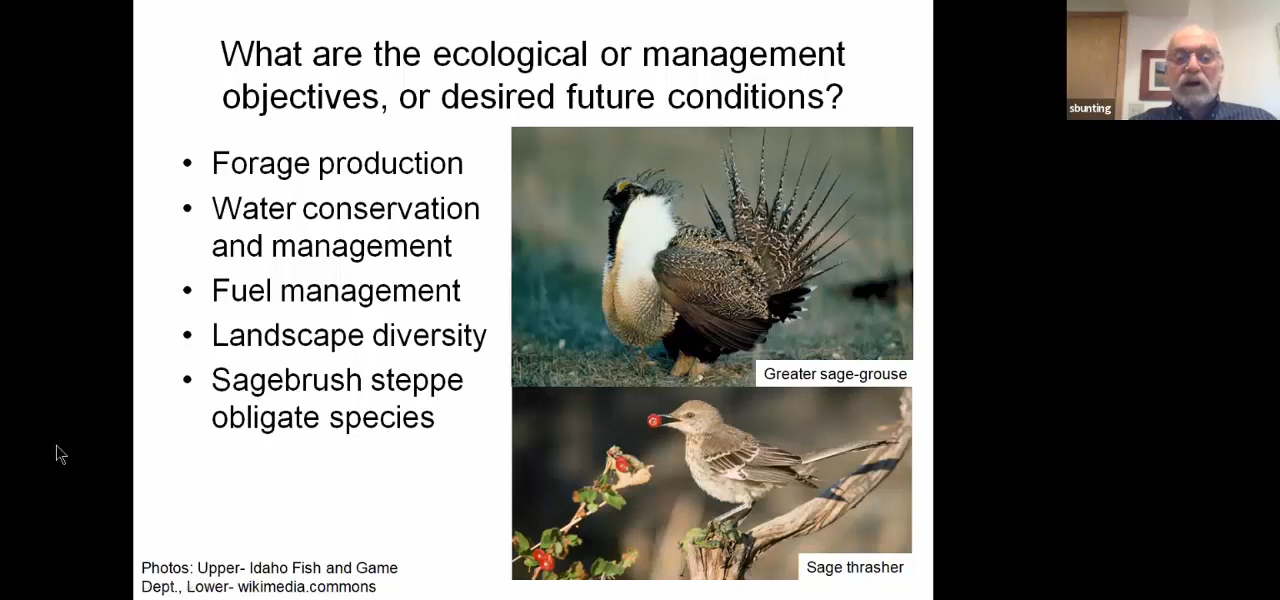 What are the ecological or management
objectives, or desired future conditions?
• Forage production
• Water conservation
and management
• Fuel management
• Landscape diversity
• Sagebrush steppe
obligate species
Greater sage-grouse
Sage thrasher
Photos: Upper- Idaho Fish and Game
Dept., Lower- wikimedia.commons
sbunting